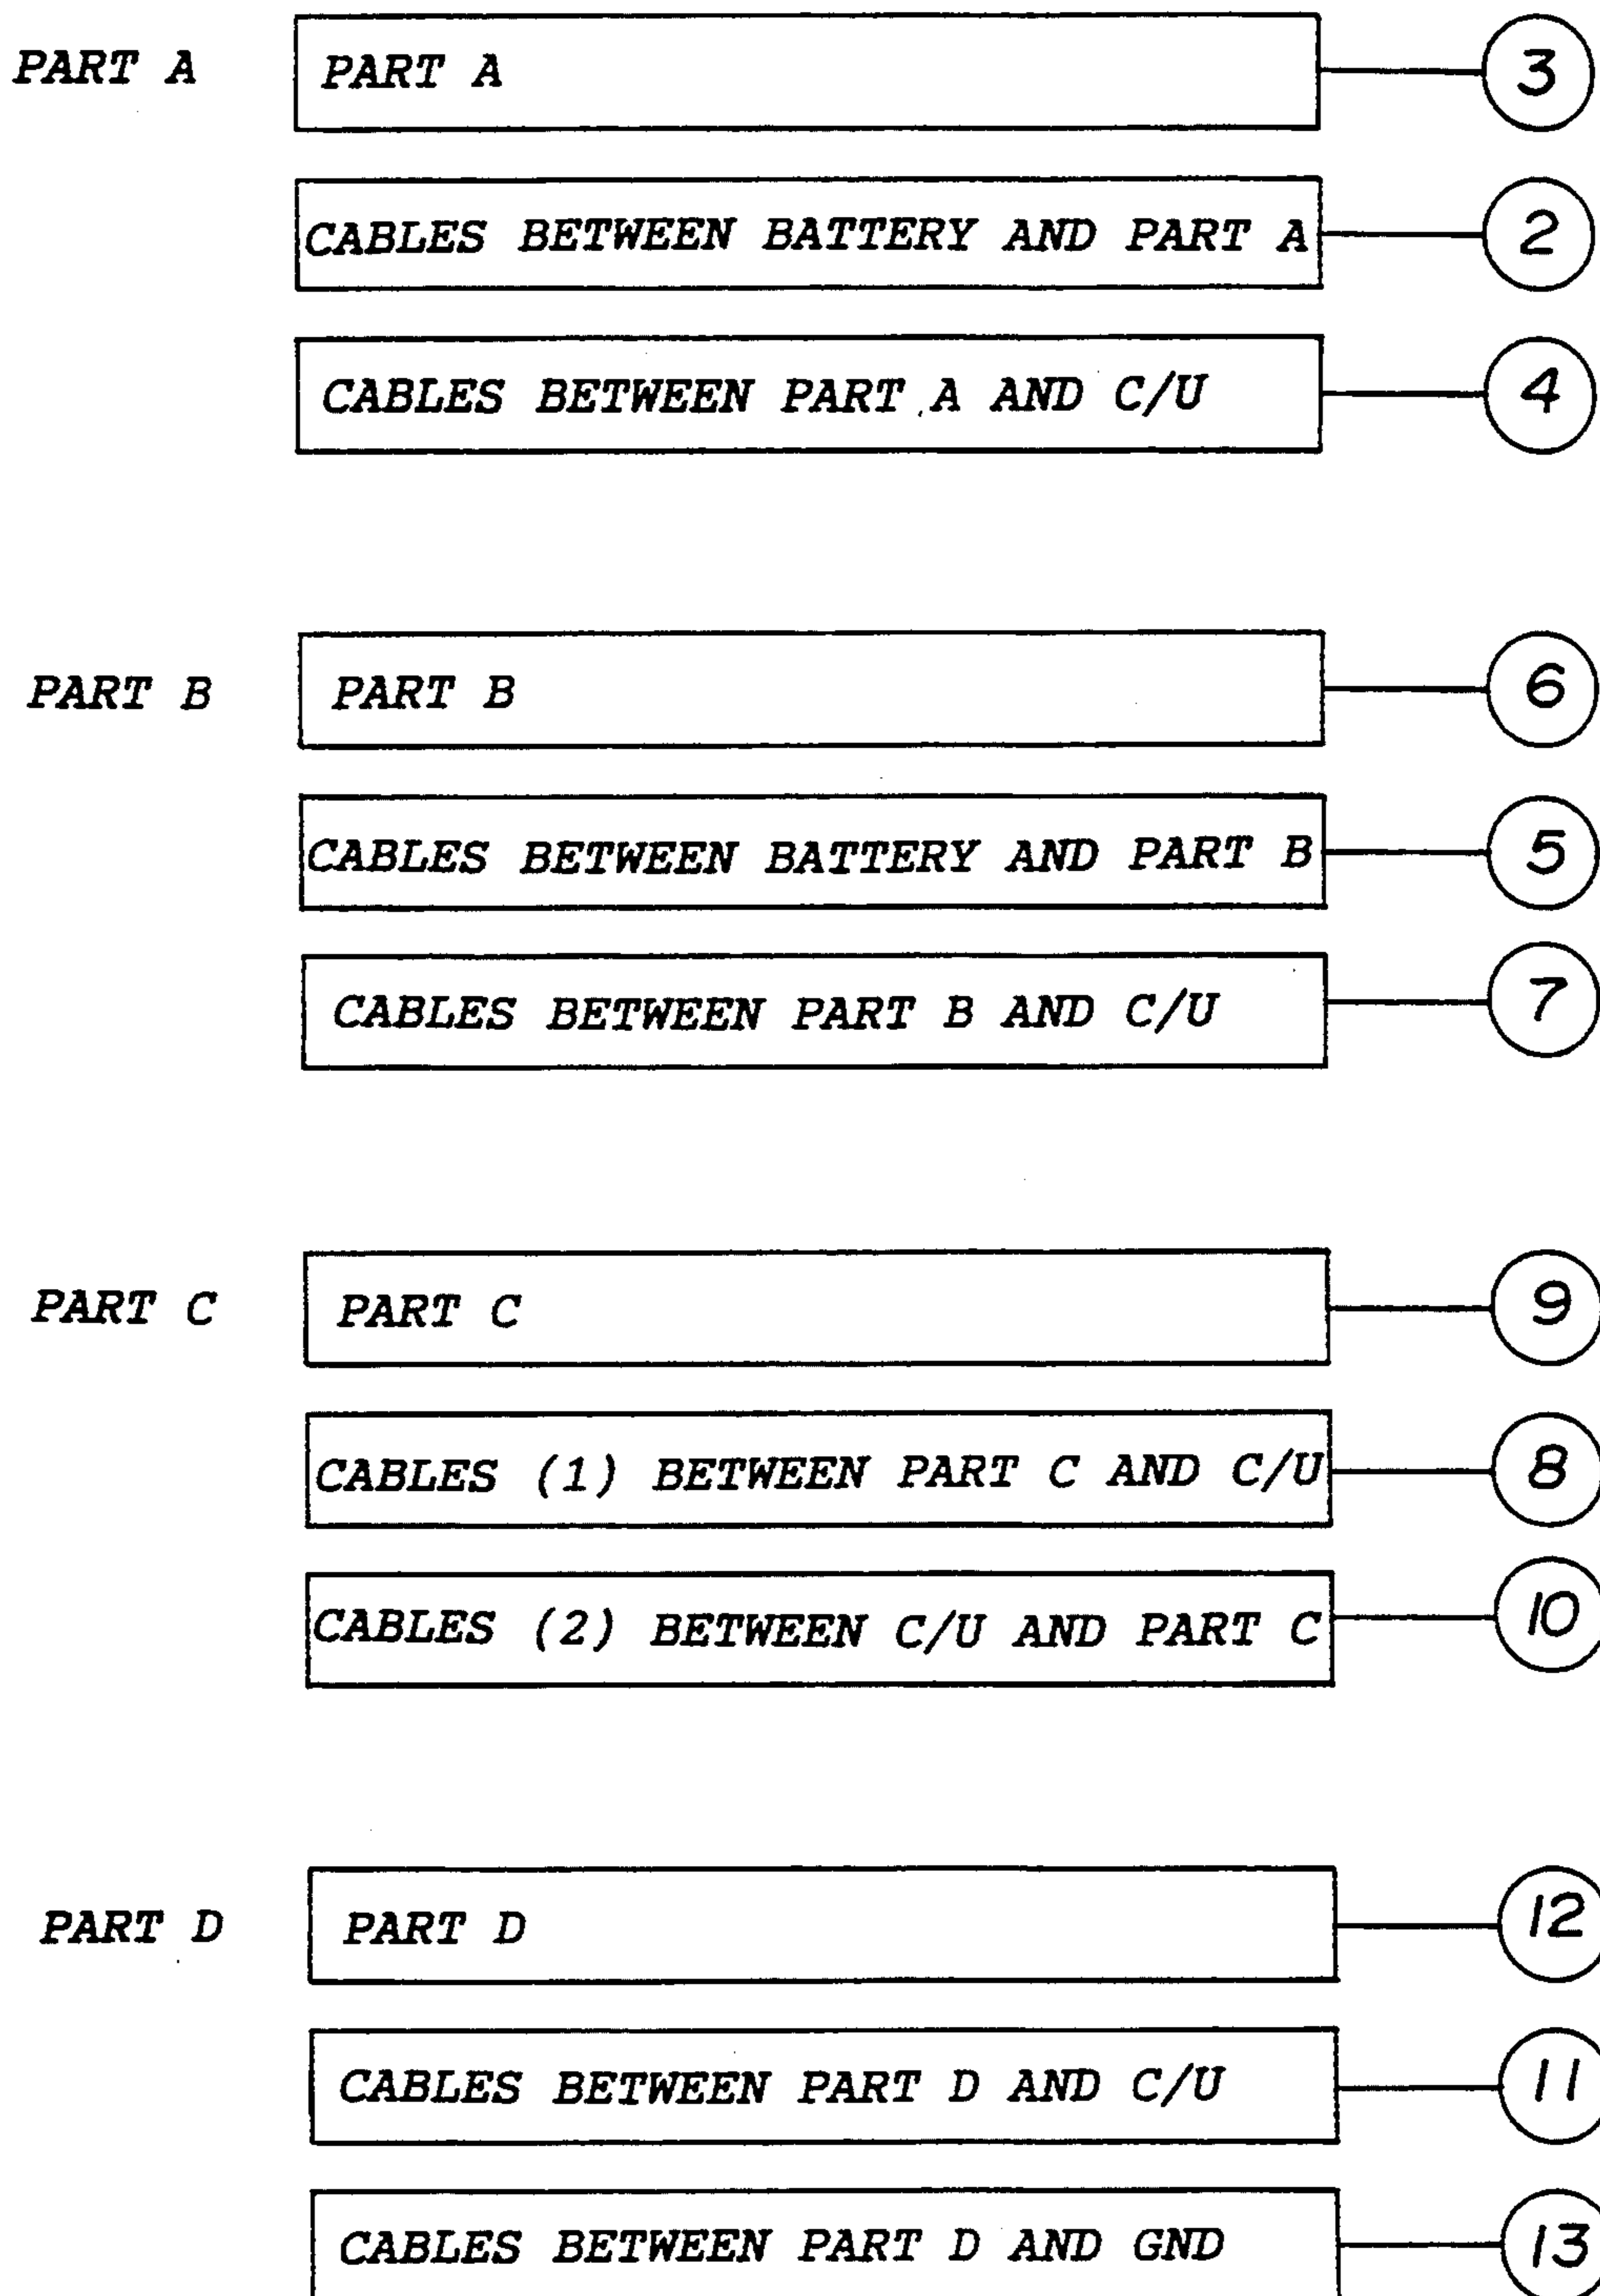 PART A PART A 3
CABLES BETWEEN BATTERY AND PART A 2
CABLES BETWEEN PART A AND C/U 4
PART B PART B 6
CABLES BETWEEN BATTERY AND PART B 5
CABLES BETWEEN PART B AND C/U 7
PART C PART C 9
CABLES (1) BETWEEN PART C AND C/U 8
CABLES (2) BETWEEN C/U AND PART C 10
PART D PART D 12
CABLES BETWEEN PART D AND C/U 11
CABLES BETWEEN PART D AND GND 13